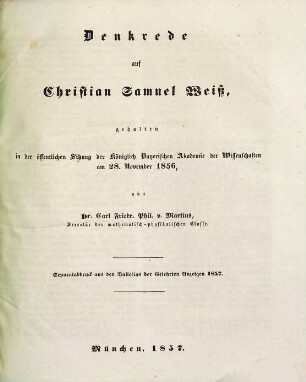 Denkrede
auf
Christian Samuel Weiß,
gehalten
in der öffentlichen Sitzung der Königlich Bayerischen Akademie der Wissenschaften
am 28. November 1856,
von
Dr. Carl Friedr. Phil. v. Martius,
Secretär der mathematisch-physikalischen Classe.
Separatabdruck aus den Bulletins der Gelehrten Anzeigen 1857.
München, 1857.